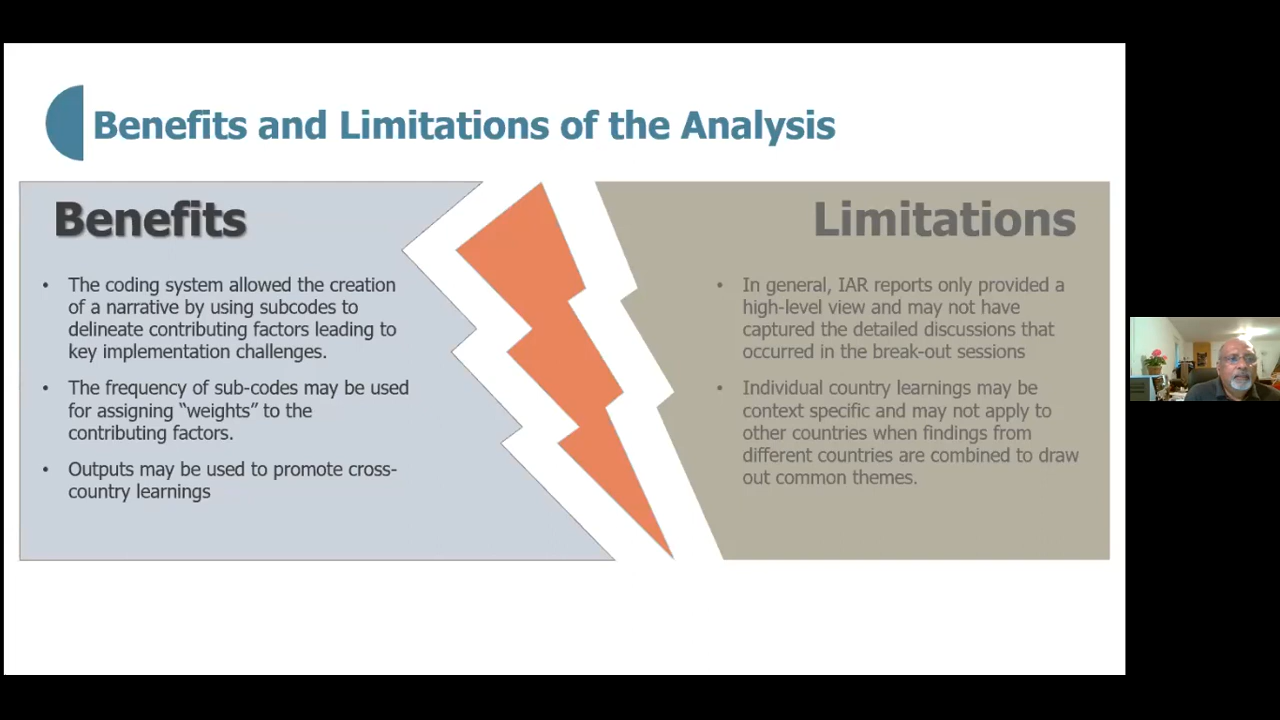 Benefits and Limitations of the Analysis
Benefits
• The coding system allowed the creation
of a narrative by using subcodes to
delineate contributing factors leading to
key implementation challenges.
• The frequency of sub-codes may be used
for assigning “weights” to the
contributing factors.
• Outputs may be used to promote cross-
country learnings
Limitations
• In general, IAR reports only provided a
high-level view and may not have
captured the detailed discussions that
occurred in the break-out sessions
• Individual country learnings may be
context specific and may not apply to
other countries when findings from
different countries are combined to draw
out common themes.